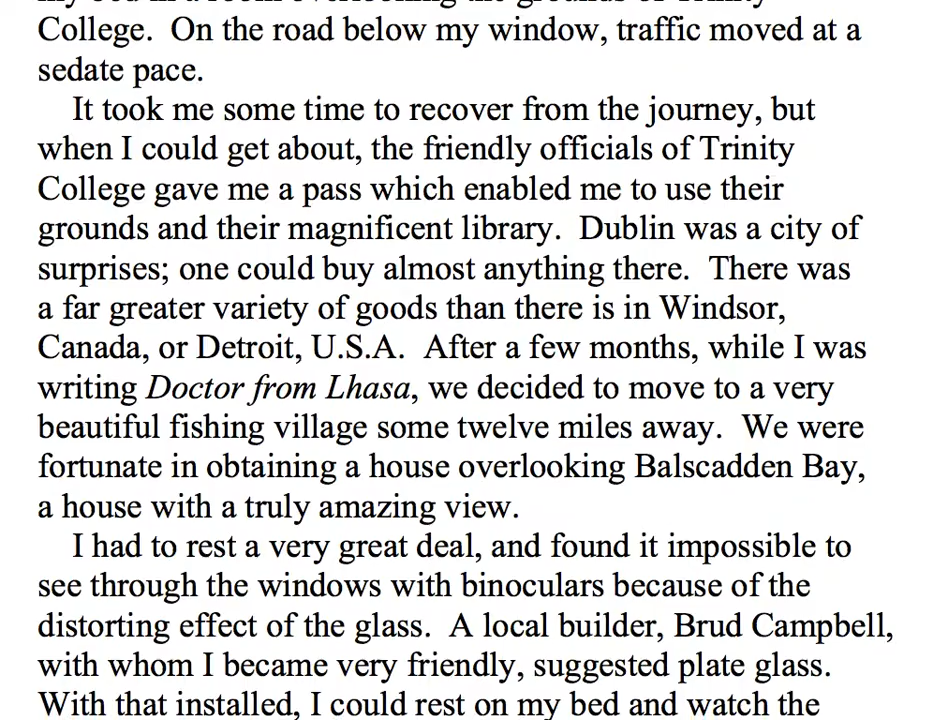 College.  On the road below my window, traffic moved at a
sedate pace.
It took me some time to recover from the journey, but
when I could get about, the friendly officials of Trinity
College gave me a pass which enabled me to use their
grounds and their magnificent library.  Dublin was a city of
surprises; one could buy almost anything there.  There was
a far greater variety of goods than there is in Windsor,
Canada, or Detroit, U.S.A.  After a few months, while I was
writing Doctor from Lhasa, we decided to move to a very
beautiful fishing village some twelve miles away.  We were
fortunate in obtaining a house overlooking Balscadden Bay,
a house with a truly amazing view.
I had to rest a very great deal, and found it impossible to
see through the windows with binoculars because of the
distorting effect of the glass.  A local builder, Brud Campbell,
with whom I became very friendly, suggested plate glass.
With that installed, I could rest on my bed and watch the